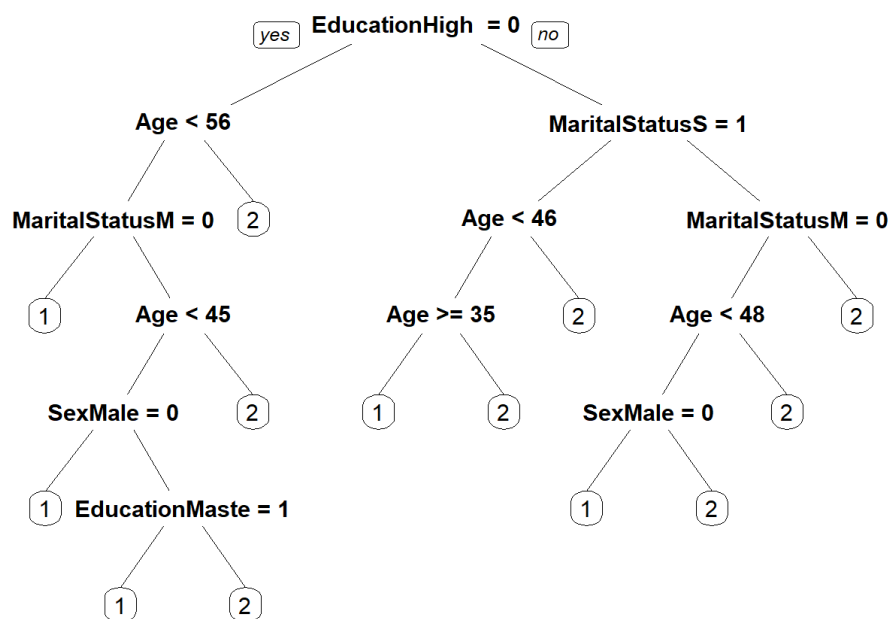 yes EducationHigh = 0 no
Age < 56
MaritalStatusS = 1
MaritalStatusM = 0
2
Age < 46
MaritalStatusM = 0
1
Age < 45
Age >= 35
2
Age < 48
2
SexMale = 0
2
1
2
SexMale = 0
2
1
EducationMaste = 1
1
2
1
2